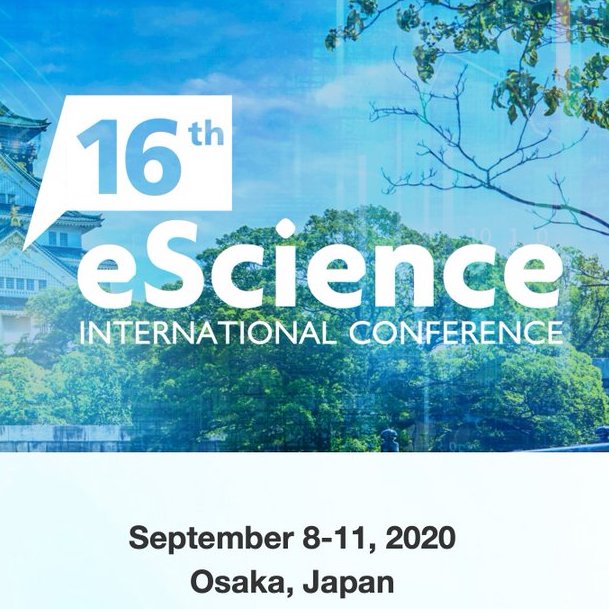 16th
eScience
INTERNATIONAL CONFERENCE
September 8-11, 2020
Osaka, Japan